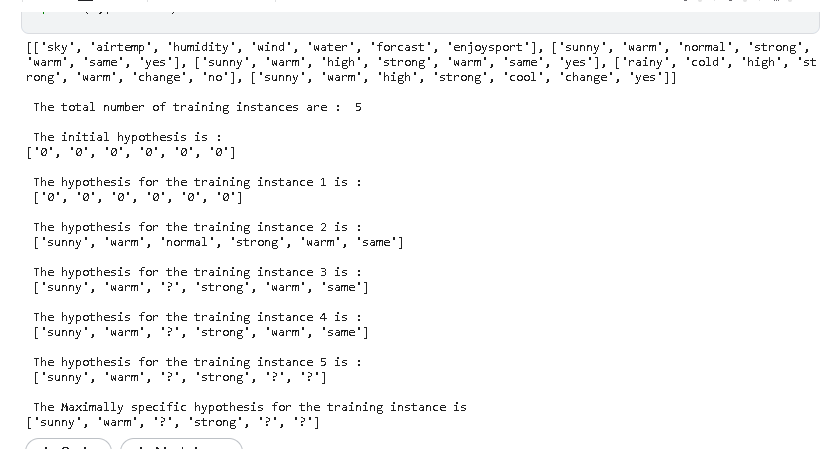 [['sky', 'airtemp', 'humidity', 'wind', 'water', 'forcast', 'enjoysport'], ['sunny', 'warm', 'normal', 'strong',
'warm', 'same', 'yes'], ['sunny', 'warm', 'high', 'strong', 'warm', 'same', 'yes'], ['rainy', 'cold', 'high', 'st
rong', 'warm', 'change', 'no'], ['sunny', 'warm', 'high', 'strong', 'cool', 'change', 'yes']]
The total number of training instances are :  5
The initial hypothesis is :
['0', '0', '0', '0', '0', '0']
The hypothesis for the training instance 1 is :
['0', '0', '0', '0', '0', '0']
The hypothesis for the training instance 2 is :
['sunny', 'warm', 'normal', 'strong', 'warm', 'same']
The hypothesis for the training instance 3 is :
['sunny', 'warm', '?', 'strong', 'warm', 'same']
The hypothesis for the training instance 4 is :
['sunny', 'warm', '?', 'strong', 'warm', 'same']
The hypothesis for the training instance 5 is :
['sunny', 'warm', '?', 'strong', '?', '?']
The Maximally specific hypothesis for the training instance is
['sunny', 'warm', '?', 'strong', '?', '?']